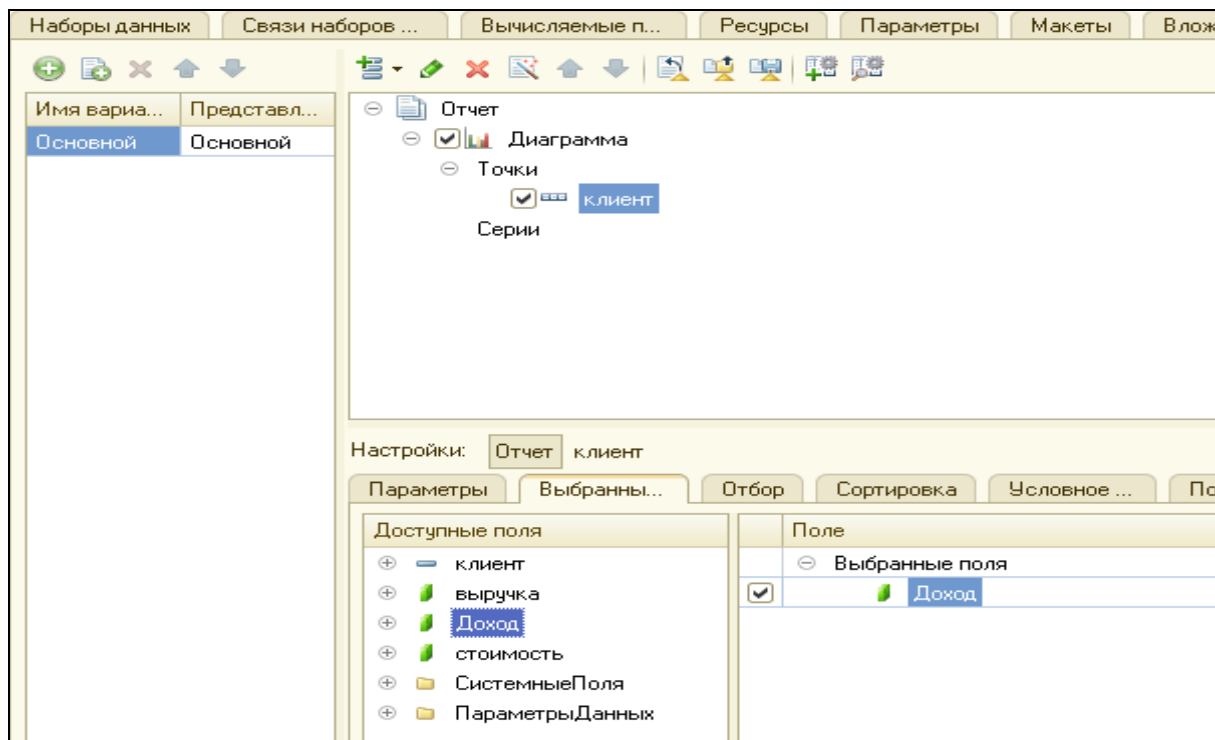 Наборы данных Связи наборов ... Вычисляемые п... Ресурсы Параметры Макеты Влож
Имя вариа... Представл...
Основной Основной
Отчет
Диаграмма
Точки
клиент
Серии
Настройки: Отчет клиент
Параметры Выбранны... Отбор Сортировка Условное ... По
Доступные поля
клиент
выручка
Доход
стоимость
СистемныеПоля
ПараметрыДанных
Поле
Выбранные поля
Доход